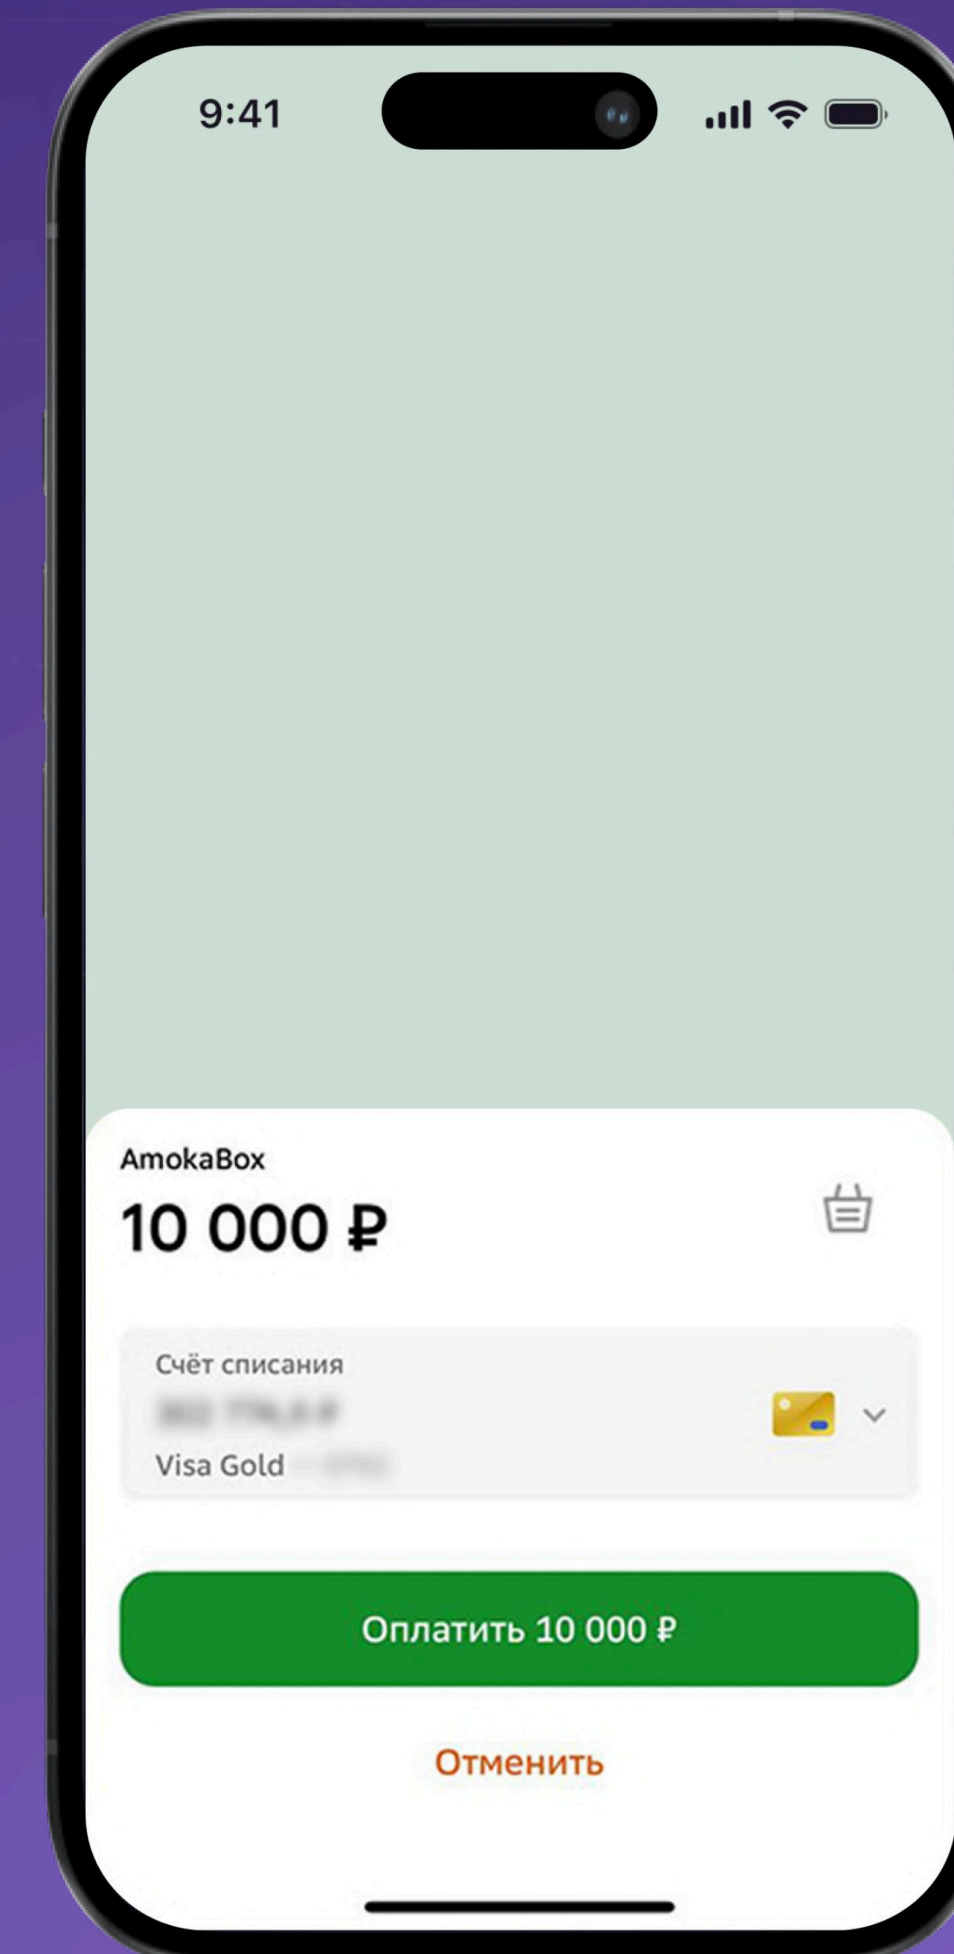 9:41
AmokaBox
10 000 ₽
Счёт списания
Visa Gold
Оплатить 10 000 ₽
Отменить